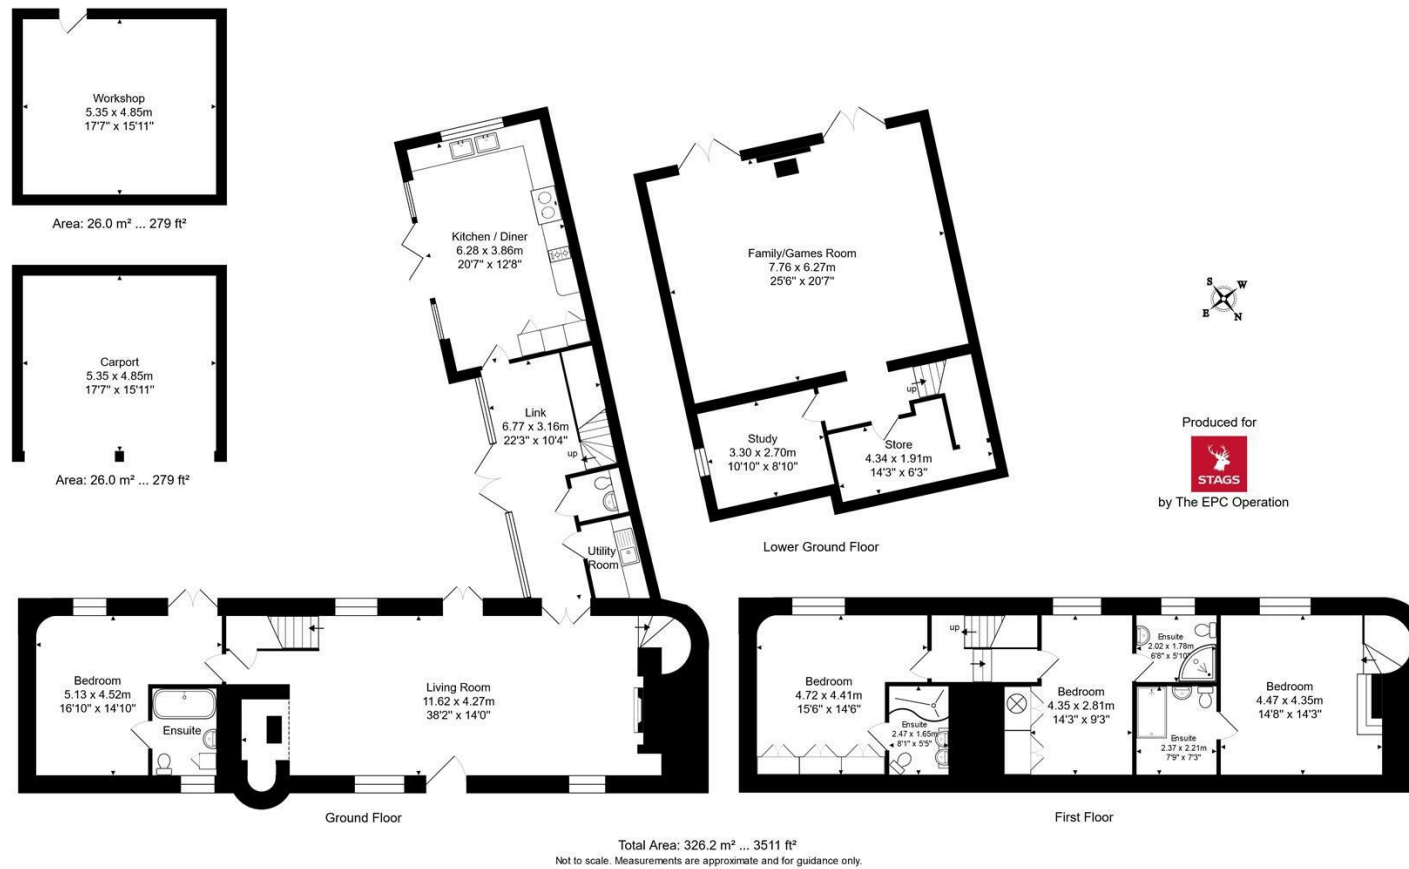 Workshop
5.35 x 4.85m
17'7" x 15'11"
Area: 26.0 m² ... 279 ft²
Carport
5.35 x 4.85m
17'7" x 15'11"
Area: 26.0 m² ... 279 ft²
Kitchen / Diner
6.28 x 3.86m
20'7" x 12'8"
Link
6.77 x 3.16m
22'3" x 10'4"
up
Utility
Room
Bedroom
5.13 x 4.52m
16'10" x 14'10"
Ensuite
Living Room
11.62 x 4.27m
38'2" x 14'0"
Ground Floor
Family/Games Room
7.76 x 6.27m
25'6" x 20'7"
up
Study
3.30 x 2.70m
10'10" x 8'10"
Store
4.34 x 1.91m
14'3" x 6'3"
Lower Ground Floor
S W
E N
Produced for
STAGS
by The EPC Operation
up
Bedroom
4.72 x 4.41m
15'6" x 14'6"
Ensuite
2.47 x 1.65m
8'1" x 5'5"
Bedroom
4.35 x 2.81m
14'3" x 9'3"
Ensuite
2.02 x 1.78m
6'8" x 5'10"
Ensuite
2.37 x 2.21m
7'9" x 7'3"
Bedroom
4.47 x 4.35m
14'8" x 14'3"
First Floor
Total Area: 326.2 m² ... 3511 ft²
Not to scale. Measurements are approximate and for guidance only.